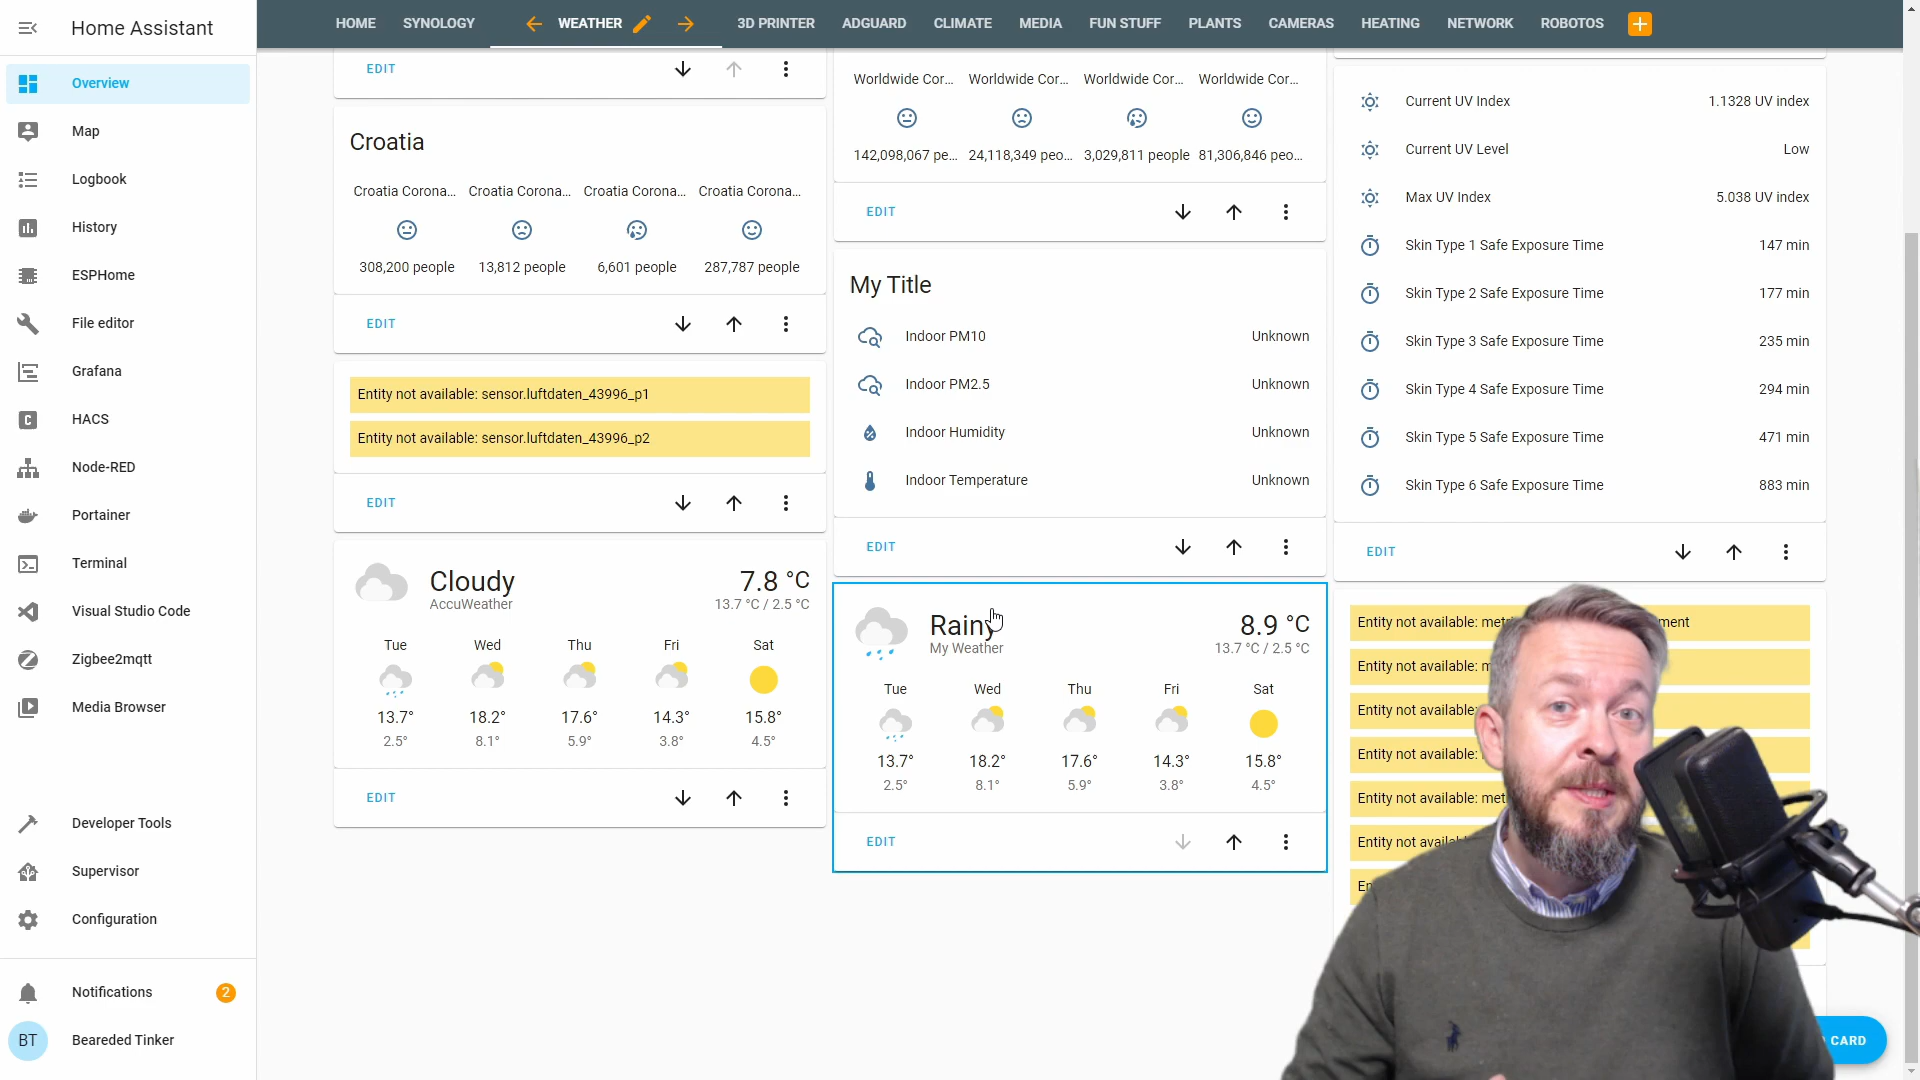 Home Assistant
Overview
Map
Logbook
History
ESPHome
File editor
Grafana
HACS
Node-RED
Portainer
Terminal
Visual Studio Code
Zigbee2mqtt
Media Browser
Developer Tools
Supervisor
Configuration
Notifications
2
BT
Beareded Tinker
HOME
SYNOLOGY
WEATHER
3D PRINTER
ADGUARD
CLIMATE
MEDIA
FUN STUFF
PLANTS
CAMERAS
HEATING
NETWORK
ROBOTOS
EDIT
Croatia
Croatia Corona... Croatia Corona... Croatia Corona... Croatia Corona...
308,200 people 13,812 people 6,601 people 287,787 people
EDIT
Entity not available: sensor.luftdaten_43996_p1
Entity not available: sensor.luftdaten_43996_p2
EDIT
Cloudy 7.8 °C
AccuWeather 13.7 °C / 2.5 °C
Tue Wed Thu Fri Sat
13.7° 18.2° 17.6° 14.3° 15.8°
2.5° 8.1° 5.9° 3.8° 4.5°
EDIT
Worldwide Cor... Worldwide Cor... Worldwide Cor... Worldwide Cor...
142,098,067 pe... 24,118,349 peo... 3,029,811 people 81,306,846 peo...
EDIT
My Title
Indoor PM10 Unknown
Indoor PM2.5 Unknown
Indoor Humidity Unknown
Indoor Temperature Unknown
EDIT
Rainy 8.9 °C
My Weather 13.7 °C / 2.5 °C
Tue Wed Thu Fri Sat
13.7° 18.2° 17.6° 14.3° 15.8°
2.5° 8.1° 5.9° 3.8° 4.5°
EDIT
Current UV Index 1.1328 UV index
Current UV Level Low
Max UV Index 5.038 UV index
Skin Type 1 Safe Exposure Time 147 min
Skin Type 2 Safe Exposure Time 177 min
Skin Type 3 Safe Exposure Time 235 min
Skin Type 4 Safe Exposure Time 294 min
Skin Type 5 Safe Exposure Time 471 min
Skin Type 6 Safe Exposure Time 883 min
EDIT
Entity not available:
Entity not available:
Entity not available:
Entity not available:
Entity not available:
Entity
CARD